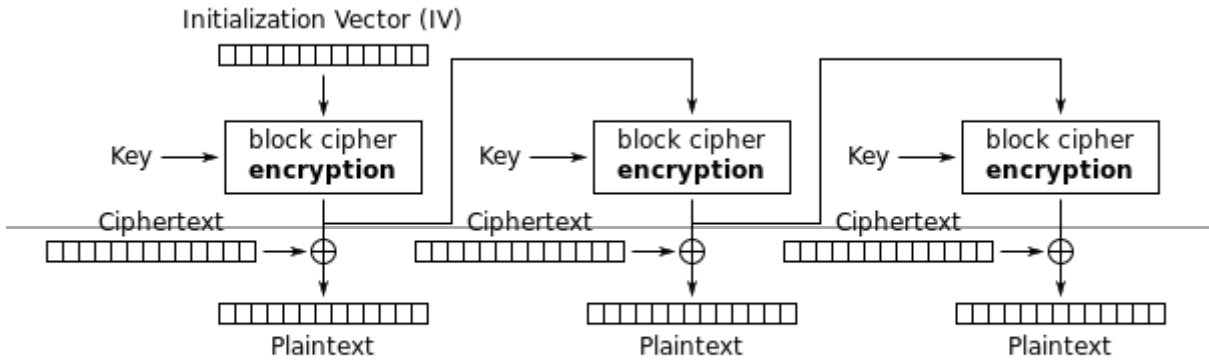 Initialization Vector (IV)
block cipher
encryption
Key
block cipher
encryption
Key
block cipher
encryption
Key
Ciphertext
Ciphertext
Ciphertext
Plaintext
Plaintext
Plaintext